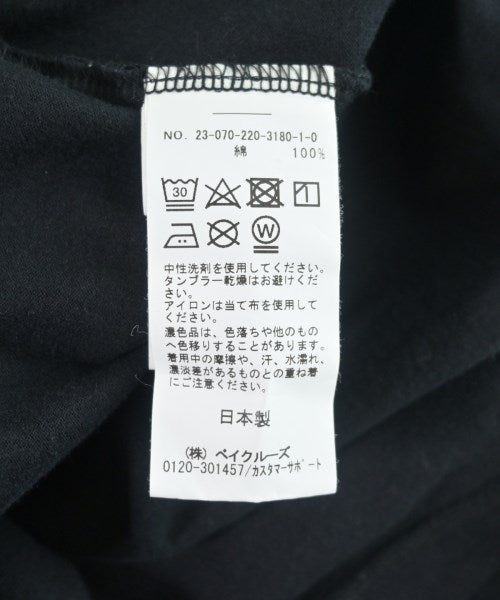 NO. 23-070-220-3180-1-0
綿 100%
30
W
中性洗剤を使用してください。
タンブラー乾燥はお避けくだ
さい。
アイロンは当て布を使用して
ください。
濃色品は、色落ちや他のもの
へ色移りすることがあります。
着用中の摩擦や、汗、水濡れ、
濃淡差があるものとの重ね着
にご注意ください。
日本製
(株) ベイクルーズ
0120-301457/カスタマーサポート